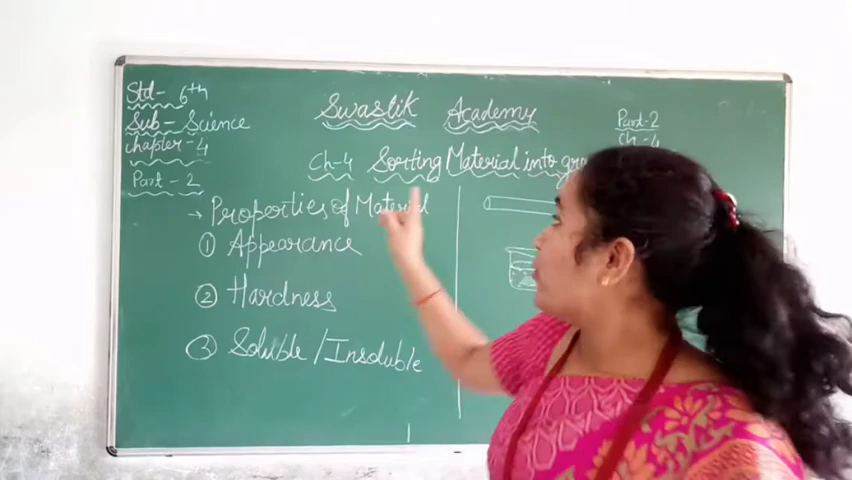 Std- 6th
Sub- Science
chapter-4
Part-2
Swastik Academy
Part-2
Ch-4
Ch-4 Sorting Material into
→ Properties of Material
① Appearance
② Hardness
③ Soluble/Insoluble